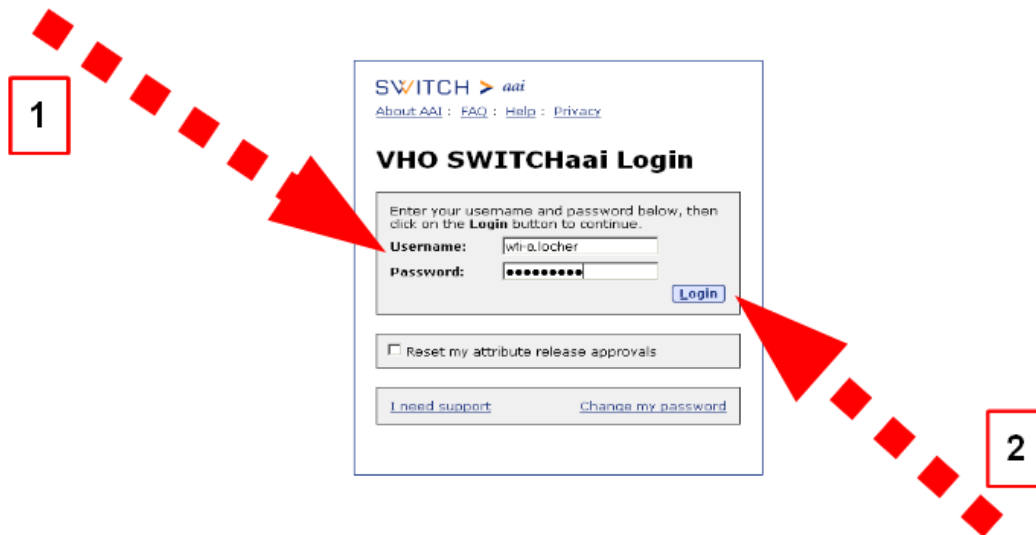 1
SWITCH > aai
About AAI : FAQ : Help : Privacy
VHO SWITCHaai Login
Enter your username and password below, then
click on the Login button to continue.
Username: wti-a.locher
Password: ●●●●●●●●●
Login
Reset my attribute release approvals
I need support Change my password
2